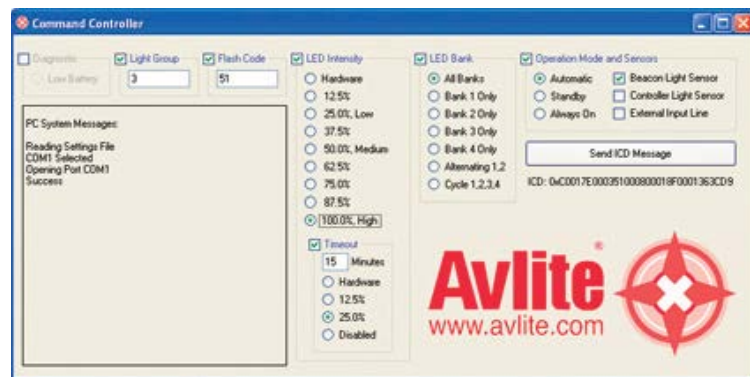 Command Controller
Diagnostic
Low Battery
Light Group
3
Flash Code
51
PC System Messages:
Reading Settings File
COM1 Selected
Opening Port COM1
Success
LED Intensity
Hardware
12.5%
25.0%, Low
37.5%
50.0%, Medium
62.5%
75.0%
87.5%
100.0%, High
Timeout
15 Minutes
Hardware
12.5%
25.0%
Disabled
LED Bank
All Banks
Bank 1 Only
Bank 2 Only
Bank 3 Only
Bank 4 Only
Alternating 1,2
Cycle 1,2,3,4
Operation Mode and Sensors
Automatic
Standby
Always On
Beacon Light Sensor
Controller Light Sensor
External Input Line
Send ICD Message
ICD: 0xC0017E000351000800018F0001363CD9
Avlite®
www.avlite.com